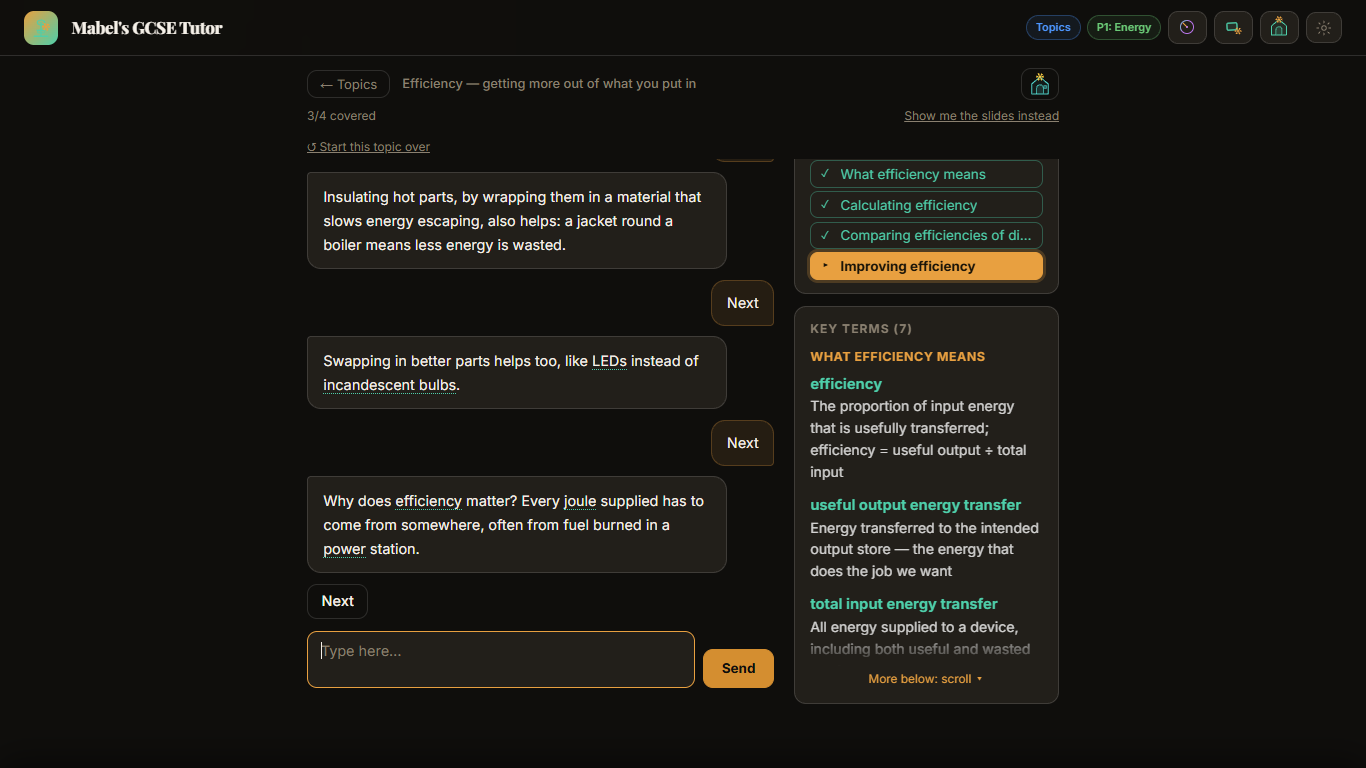 Mabel's GCSE Tutor
Topics
P1: Energy
← Topics
Efficiency — getting more out of what you put in
3/4 covered
Show me the slides instead
↺ Start this topic over
Insulating hot parts, by wrapping them in a material that
slows energy escaping, also helps: a jacket round a
boiler means less energy is wasted.
Next
Swapping in better parts helps too, like LEDs instead of
incandescent bulbs.
Next
Why does efficiency matter? Every joule supplied has to
come from somewhere, often from fuel burned in a
power station.
Next
Type here...
Send
✓ What efficiency means
✓ Calculating efficiency
✓ Comparing efficiencies of di...
‣ Improving efficiency
KEY TERMS (7)
WHAT EFFICIENCY MEANS
efficiency
The proportion of input energy
that is usefully transferred;
efficiency = useful output ÷ total
input
useful output energy transfer
Energy transferred to the intended
output store — the energy that
does the job we want
total input energy transfer
All energy supplied to a device,
including both useful and wasted
More below: scroll ▾